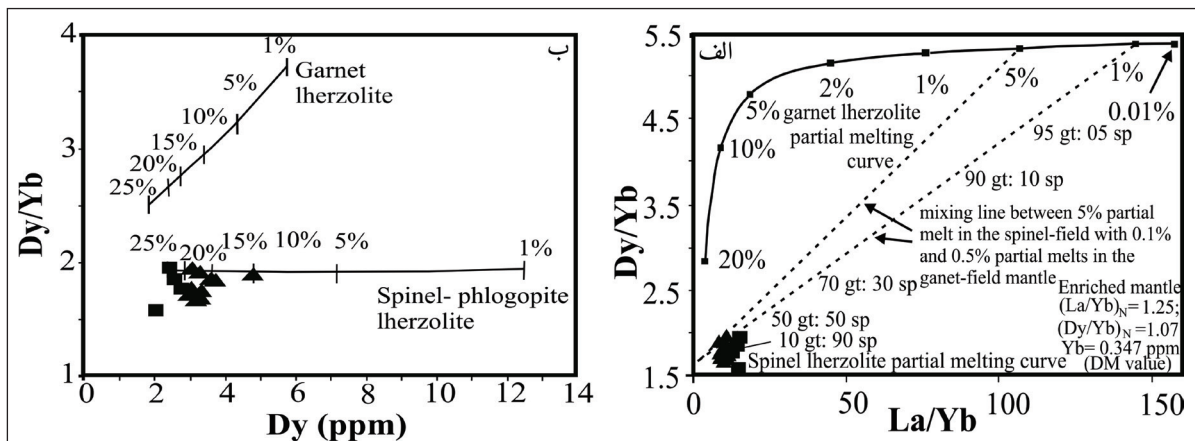 ب
4
3
2
1
Dy/Yb
1%
5%
10%
15%
20%
25%
Garnet
lherzolite
25%
20%
15%
10%
5%
1%
Spinel- phlogopite
lherzolite
0
2
4
6
8
10
12
14
Dy (ppm)
الف
5.5
4.5
3.5
2.5
1.5
Dy/Yb
5%
2%
1%
5%
1%
0.01%
10%
20%
garnet lherzolite
partial melting
curve
95 gt: 05 sp
90 gt: 10 sp
mixing line between 5% partial
melt in the spinel-field with 0.1%
and 0.5% partial melts in the
ganet-field mantle
70 gt: 30 sp
50 gt: 50 sp
10 gt: 90 sp
Spinel lherzolite partial melting curve
Enriched mantle
(La/Yb)N= 1.25;
(Dy/Yb)N = 1.07
Yb= 0.347 ppm
(DM value)
0
50
100
150
La/Yb